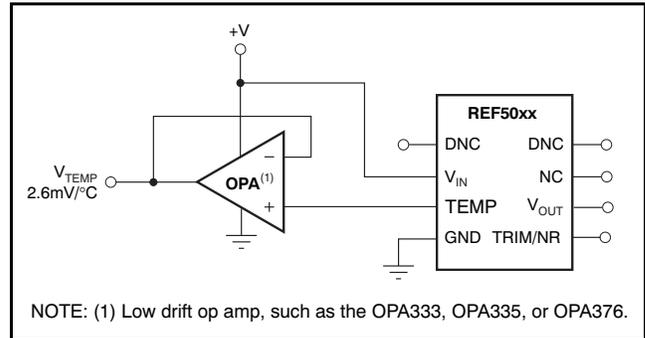 +V
REF50xx
DNC DNC
V_TEMP
2.6mV/°C
OPA(1)
−
+
V_IN NC
TEMP V_OUT
GND TRIM/NR
NOTE: (1) Low drift op amp, such as the OPA333, OPA335, or OPA376.